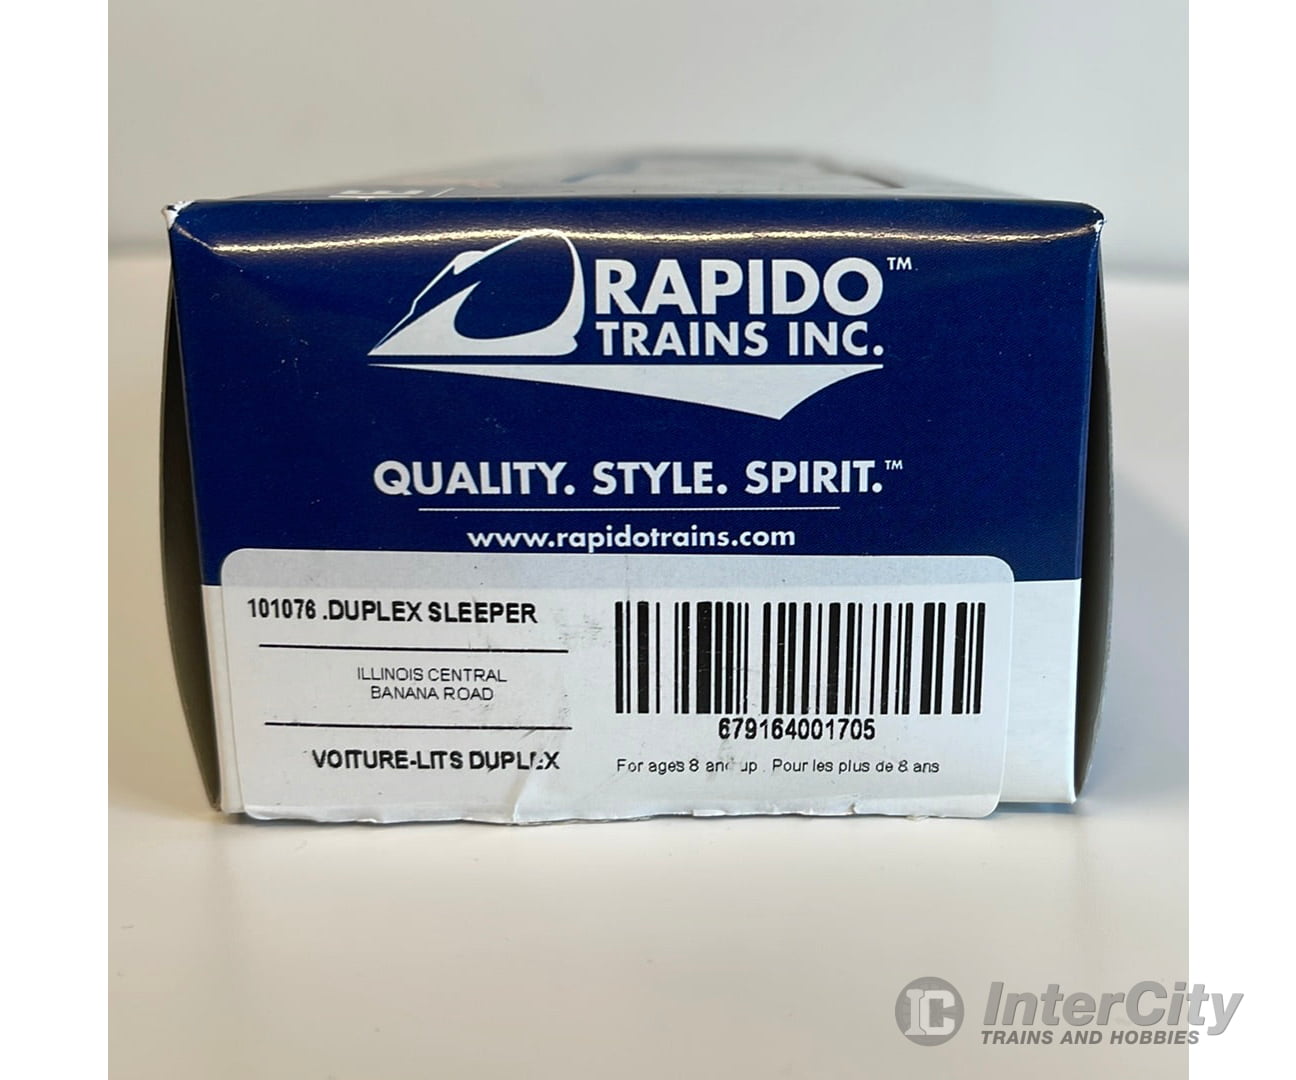 RAPIDO™
TRAINS INC.
QUALITY. STYLE. SPIRIT.™
www.rapidotrains.com
101076 .DUPLEX SLEEPER
ILLINOIS CENTRAL
BANANA ROAD
VOITURE-LITS DUPLEX
679164001705
For ages 8 and up . Pour les plus de 8 ans
IC InterCity
TRAINS AND HOBBIES